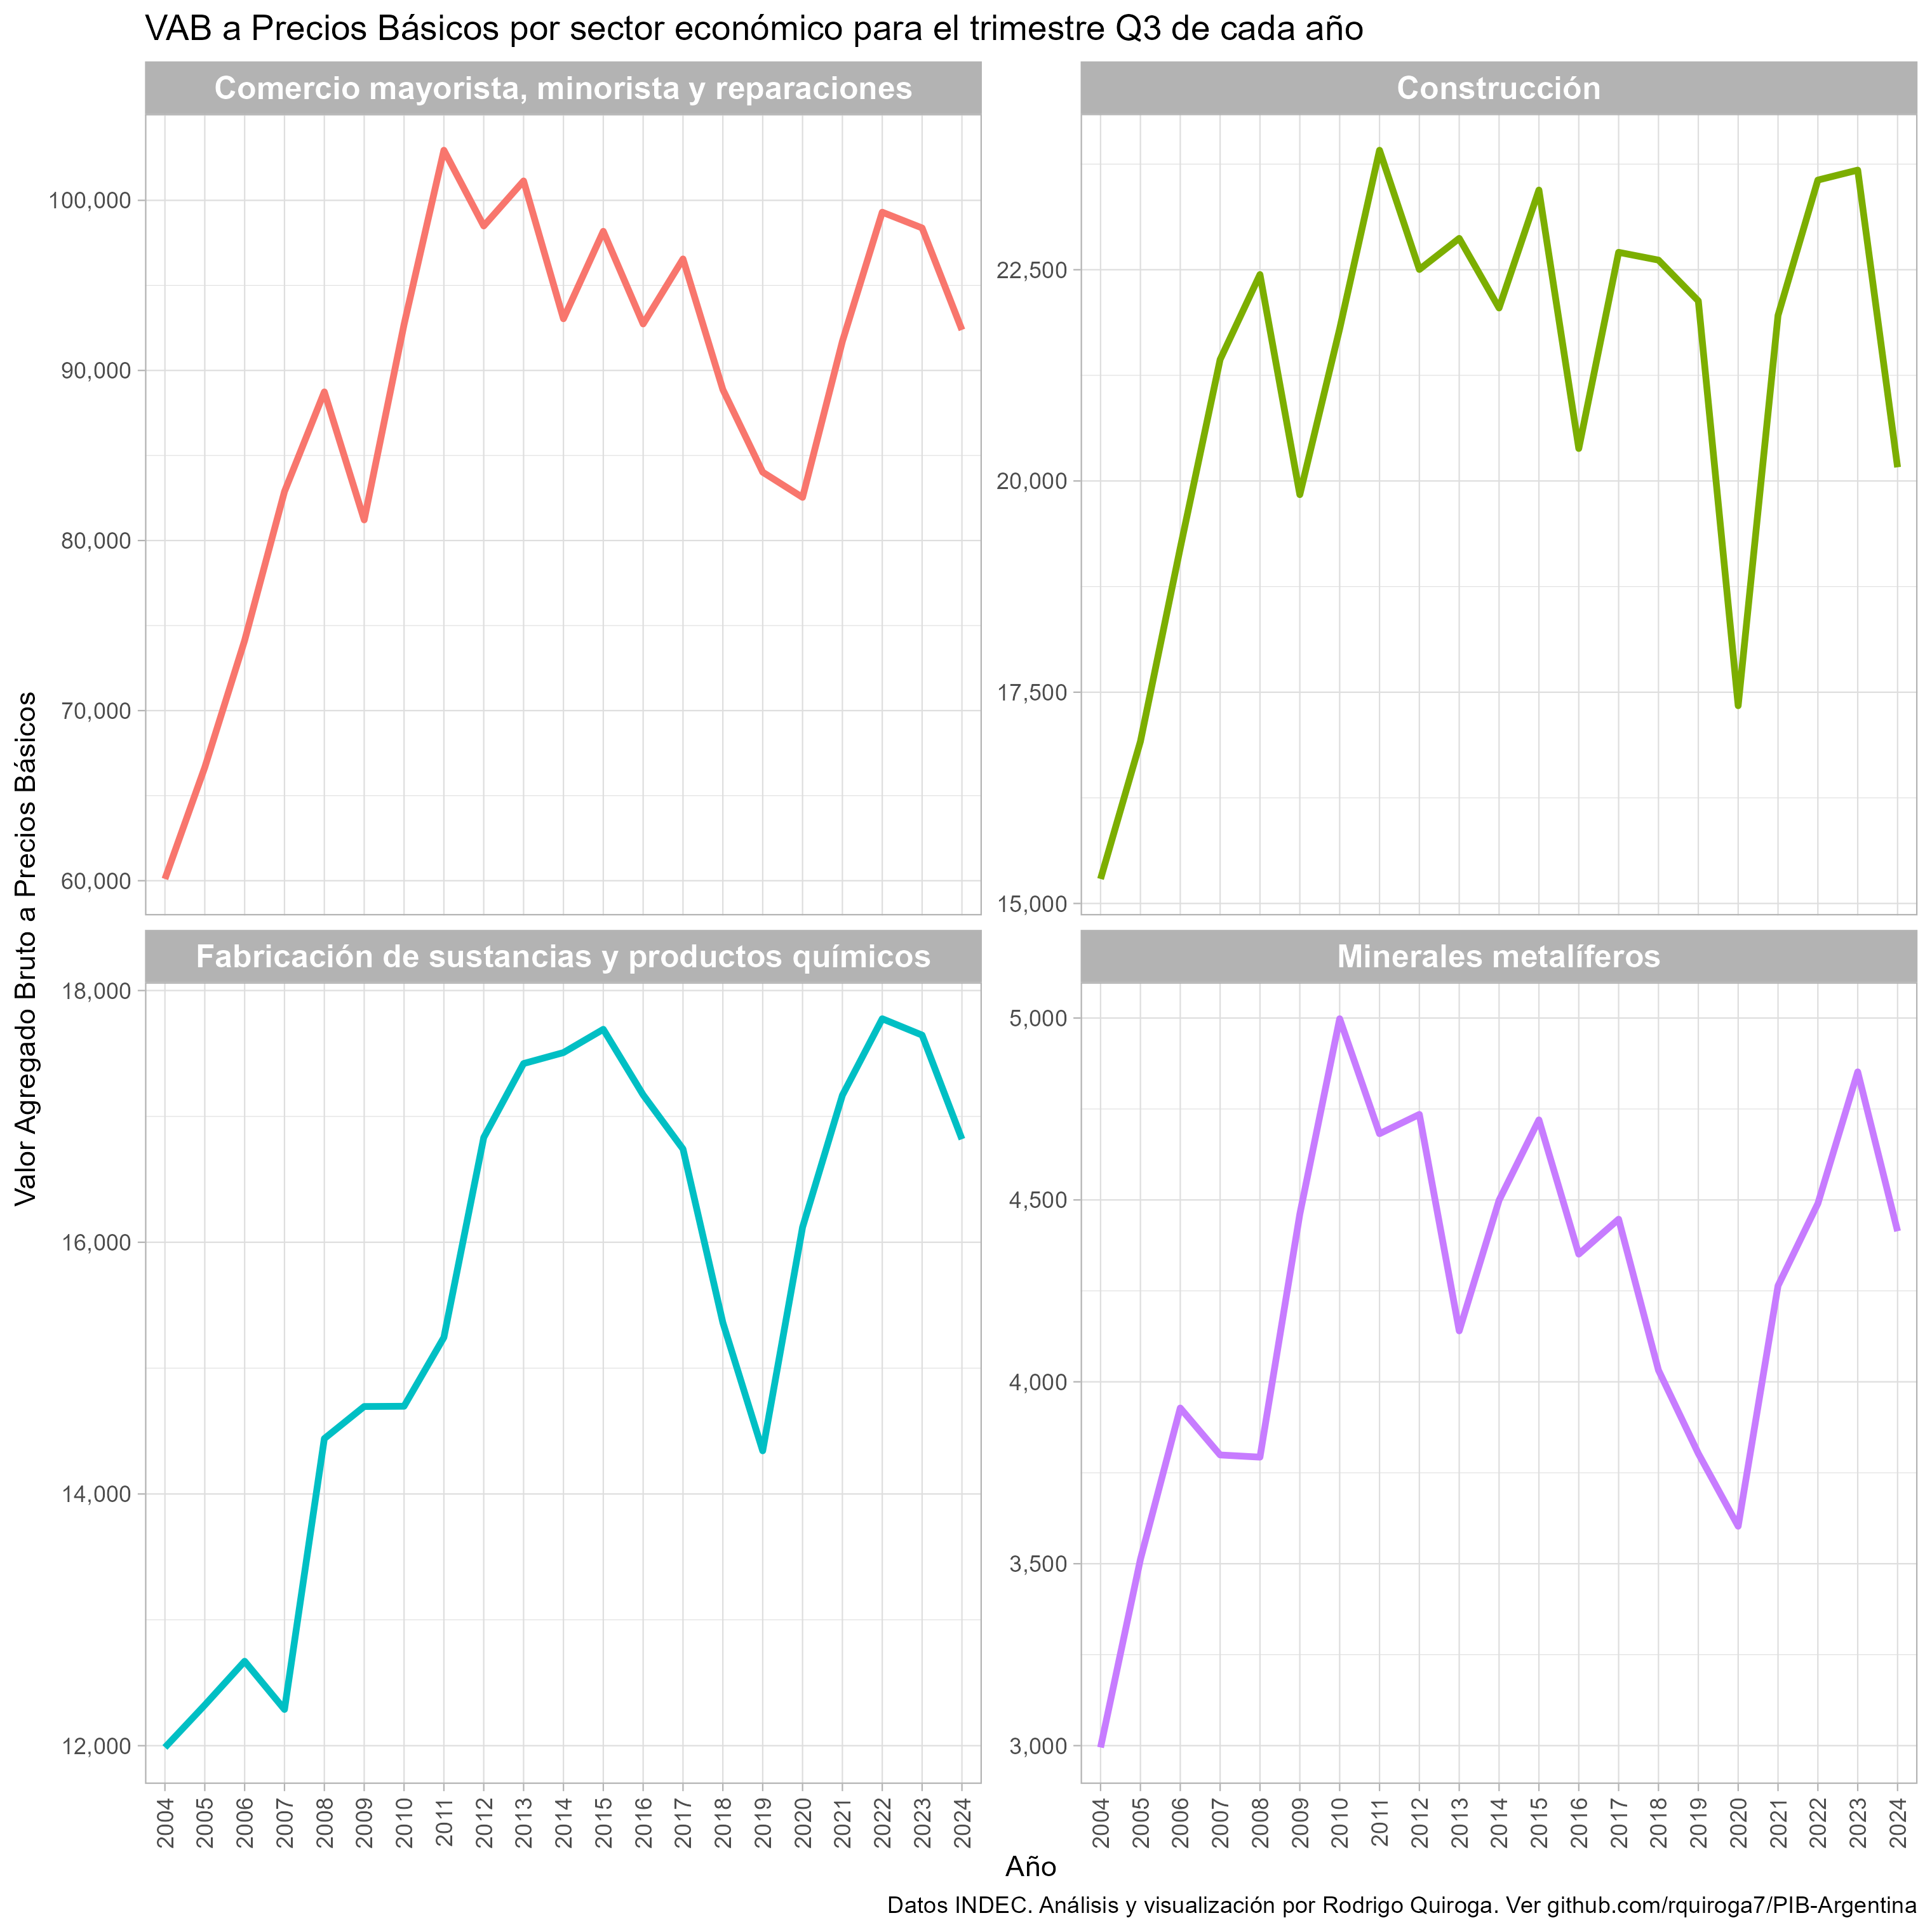 VAB a Precios Básicos por sector económico para el trimestre Q3 de cada año
Comercio mayorista, minorista y reparaciones
100,000
90,000
80,000
70,000
60,000
Construcción
22,500
20,000
17,500
15,000
Valor Agregado Bruto a Precios Básicos
Fabricación de sustancias y productos químicos
18,000
16,000
14,000
12,000
2004 2005 2006 2007 2008 2009 2010 2011 2012 2013 2014 2015 2016 2017 2018 2019 2020 2021 2022 2023 2024
Minerales metalíferos
5,000
4,500
4,000
3,500
3,000
2004 2005 2006 2007 2008 2009 2010 2011 2012 2013 2014 2015 2016 2017 2018 2019 2020 2021 2022 2023 2024
Año
Datos INDEC. Análisis y visualización por Rodrigo Quiroga. Ver github.com/rquiroga7/PIB-Argentina